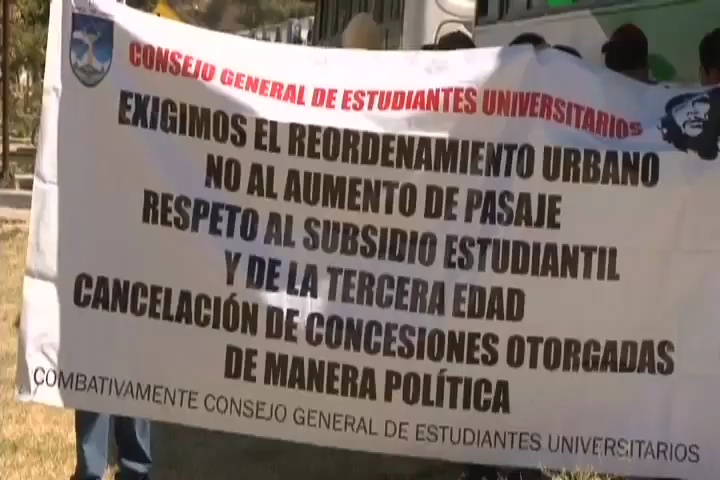 CONSEJO GENERAL DE ESTUDIANTES UNIVERSITARIOS
EXIGIMOS EL REORDENAMIENTO URBANO
NO AL AUMENTO DE PASAJE
RESPETO AL SUBSIDIO ESTUDIANTIL
Y DE LA TERCERA EDAD
CANCELACIÓN DE CONCESIONES OTORGADAS
DE MANERA POLÍTICA
COMBATIVAMENTE CONSEJO GENERAL DE ESTUDIANTES UNIVERSITARIOS